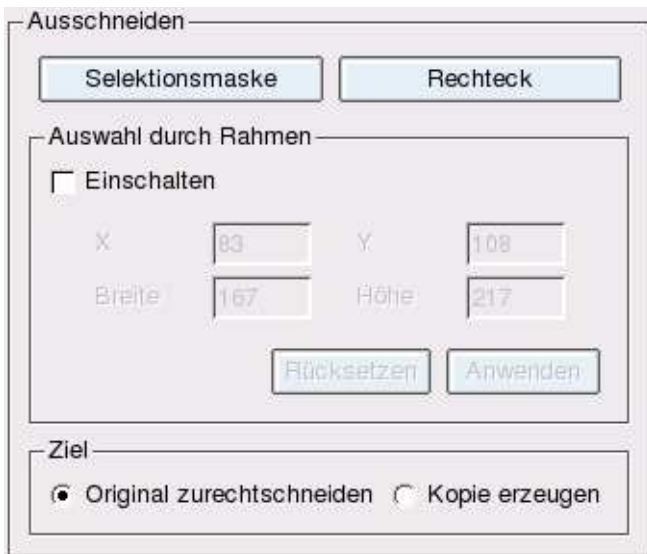 Ausschneiden
Selektionsmaske Rechteck
Auswahl durch Rahmen
Einschalten
X 83 Y 108
Breite 167 Höhe 217
Rücksetzen Anwenden
Ziel
Original zurechtschneiden Kopie erzeugen